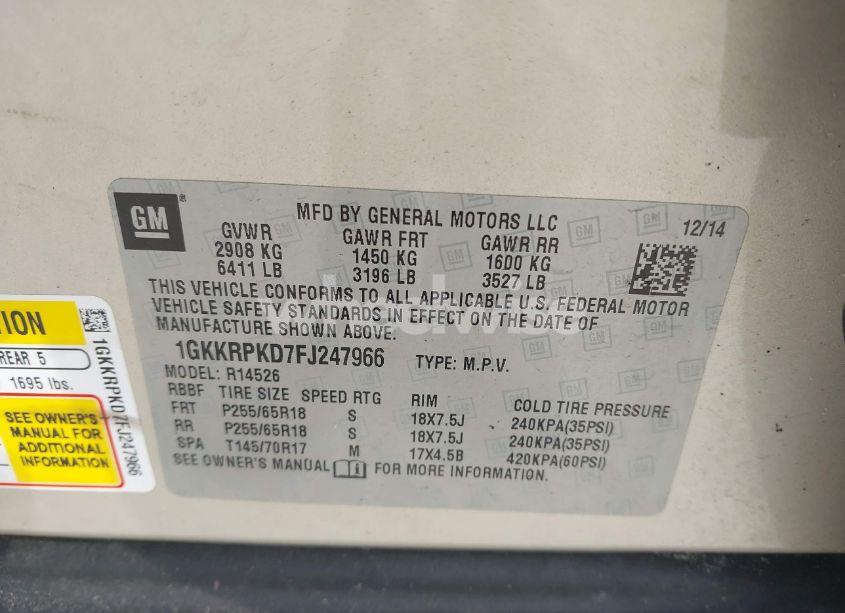 GM
®
MFD BY GENERAL MOTORS LLC
12/14
GVWR GAWR FRT GAWR RR
2908 KG 1450 KG 1600 KG
6411 LB 3196 LB 3527 LB
THIS VEHICLE CONFORMS TO ALL APPLICABLE U.S. FEDERAL MOTOR
VEHICLE SAFETY STANDARDS IN EFFECT ON THE DATE OF
MANUFACTURE SHOWN ABOVE.
1GKKRPKD7FJ247966 TYPE: M.P.V.
MODEL: R14526
RBBF TIRE SIZE SPEED RTG RIM COLD TIRE PRESSURE
FRT P255/65R18 S 18X7.5J 240KPA(35PSI)
RR P255/65R18 S 18X7.5J 240KPA(35PSI)
SPA T145/70R17 M 17X4.5B 420KPA(60PSI)
SEE OWNER'S MANUAL FOR MORE INFORMATION.
TION
REAR 5
1695 lbs.
SEE OWNER'S
MANUAL FOR
ADDITIONAL
INFORMATION
1GKKRPKD7FJ247966